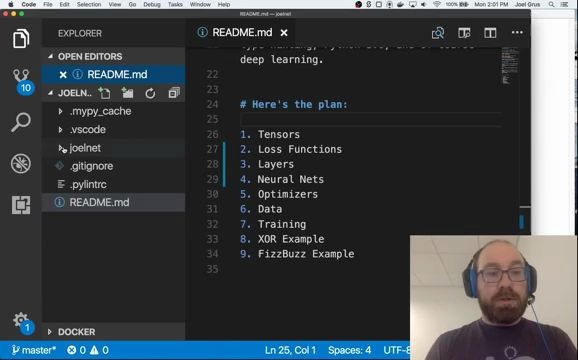 Code File Edit Selection View Go Debug Tasks Window Help 100% Mon 2:01 PM Joel Grus
README.md — joelnet
EXPLORER
README.md
OPEN EDITORS
README.md
JOELN...
.mypy_cache
.vscode
joelnet
.gitignore
.pylintrc
README.md
DOCKER
10
1
deep learning.
22
23
24 # Here's the plan:
25
26 1. Tensors
27 2. Loss Functions
28 3. Layers
29 4. Neural Nets
30 5. Optimizers
31 6. Data
32 7. Training
33 8. XOR Example
34 9. FizzBuzz Example
35
master* 0 0 Ln 25, Col 1 Spaces: 4 UTF-8